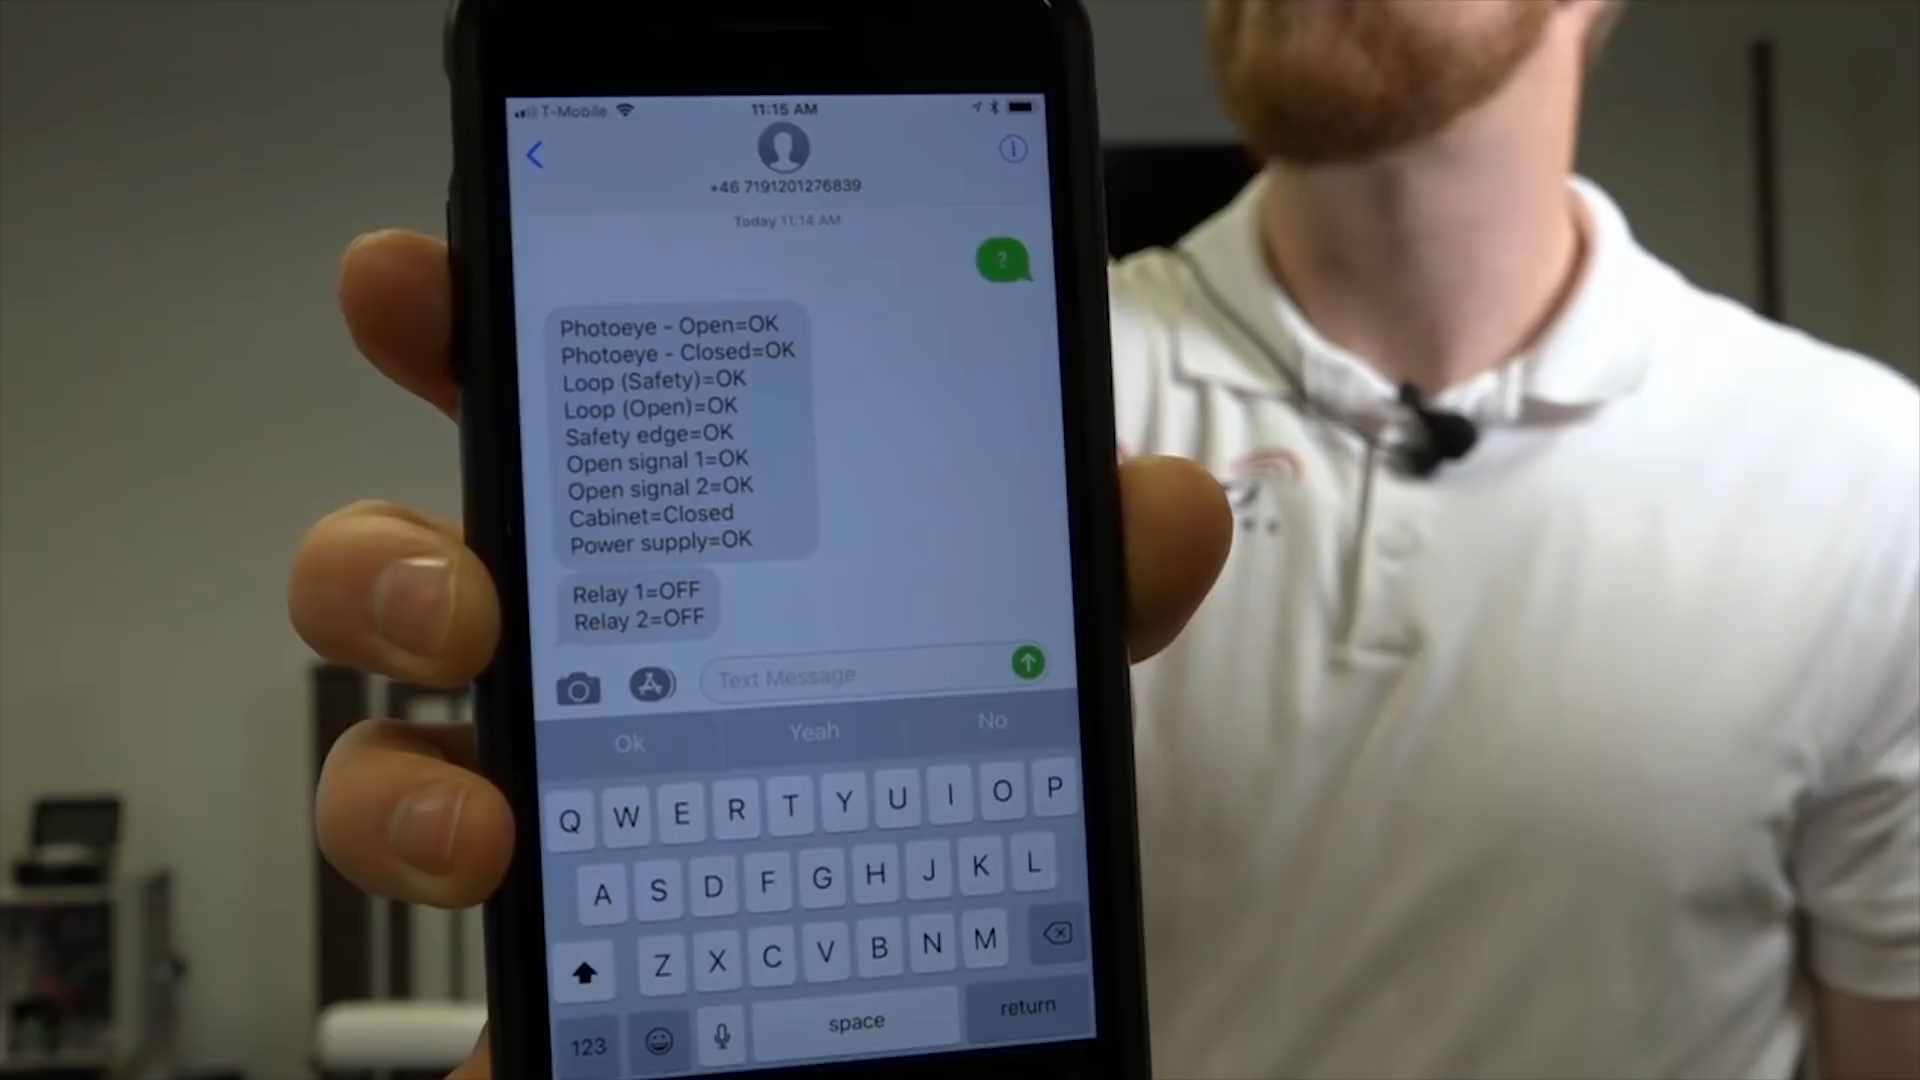 T-Mobile
11:15 AM
+46 7191201276839
Today 11:14 AM
?
Photoeye - Open=OK
Photoeye - Closed=OK
Loop (Safety)=OK
Loop (Open)=OK
Safety edge=OK
Open signal 1=OK
Open signal 2=OK
Cabinet=Closed
Power supply=OK
Relay 1=OFF
Relay 2=OFF
Text Message
Ok Yeah No
Q W E R T Y U I O P
A S D F G H J K L
Z X C V B N M
123 space return